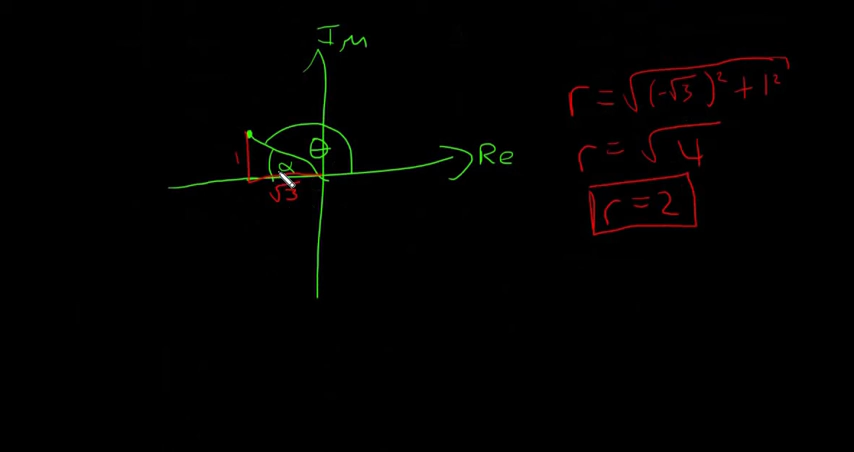 Im
Re
θ
α
1
√3
r = √((-√3)² + 1²)
r = √4
r = 2